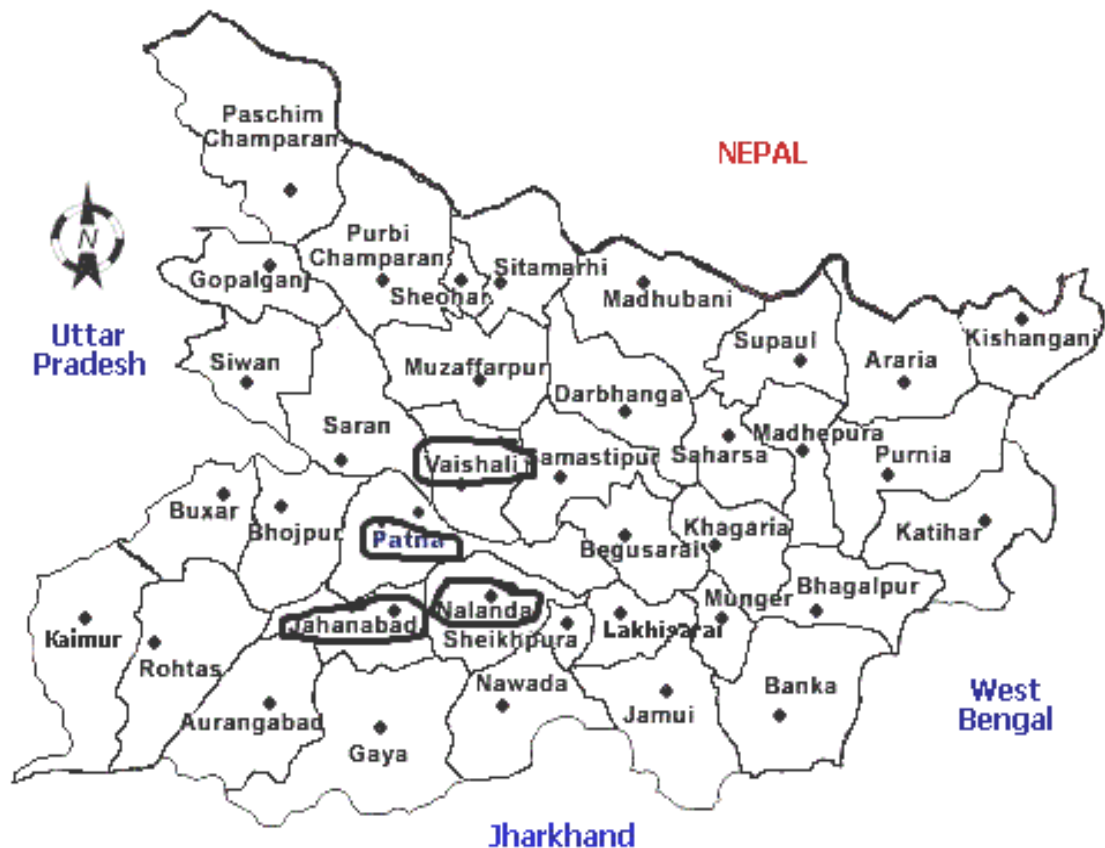 Paschim
Champaran
NEPAL
N
Purbi
Champaran
Gopalganj
Sheohar
Sitamarhi
Madhubani
Uttar
Pradesh
Siwan
Muzaffarpur
Supaul
Araria
Kishanganj
Darbhanga
Saran
Vaishali
Samastipur
Saharsa
Madhepura
Purnia
Buxar
Bhojpur
Patna
Begusarai
Khagaria
Katihar
Kaimur
Rohtas
Jahanabad
Nalanda
Sheikhpura
Lakhisarai
Munger
Bhagalpur
Aurangabad
Gaya
Nawada
Jamui
Banka
West
Bengal
Jharkhand